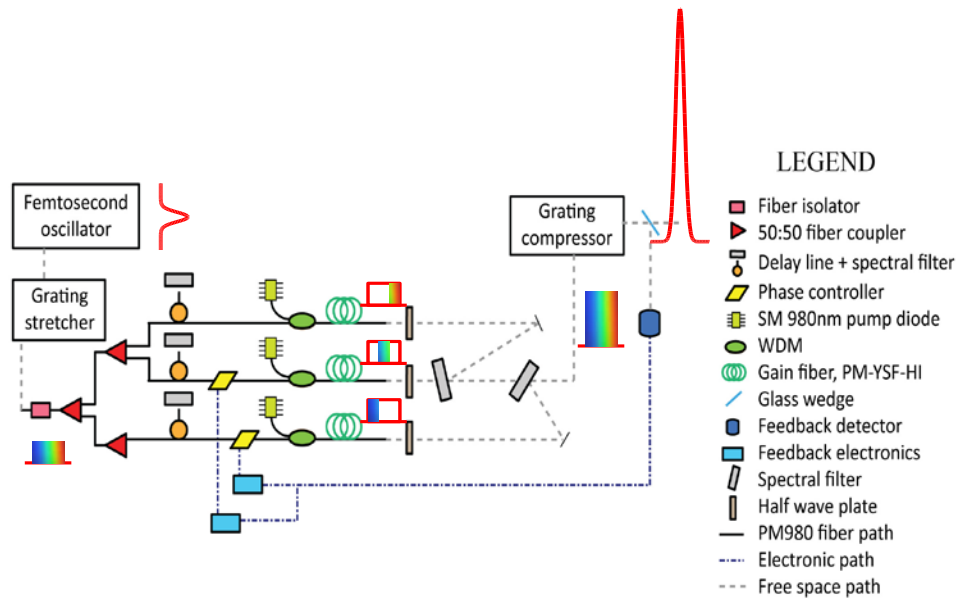 Femtosecond
oscillator
Grating
stretcher
Grating
compressor
LEGEND
Fiber isolator
50:50 fiber coupler
Delay line + spectral filter
Phase controller
SM 980nm pump diode
WDM
Gain fiber, PM-YSF-HI
Glass wedge
Feedback detector
Feedback electronics
Spectral filter
Half wave plate
PM980 fiber path
Electronic path
Free space path